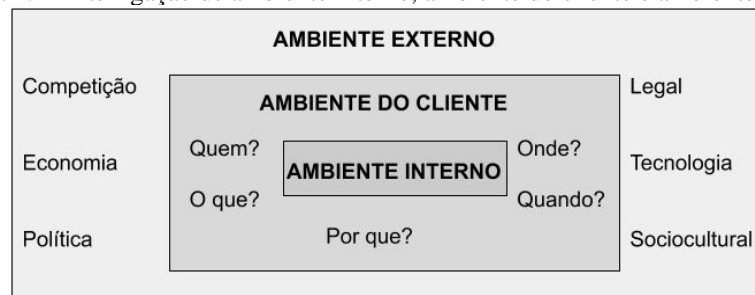 AMBIENTE EXTERNO
Competição
Legal
AMBIENTE DO CLIENTE
Quem?
Onde?
Economia
AMBIENTE INTERNO
Tecnologia
O que?
Quando?
Política
Por que?
Sociocultural